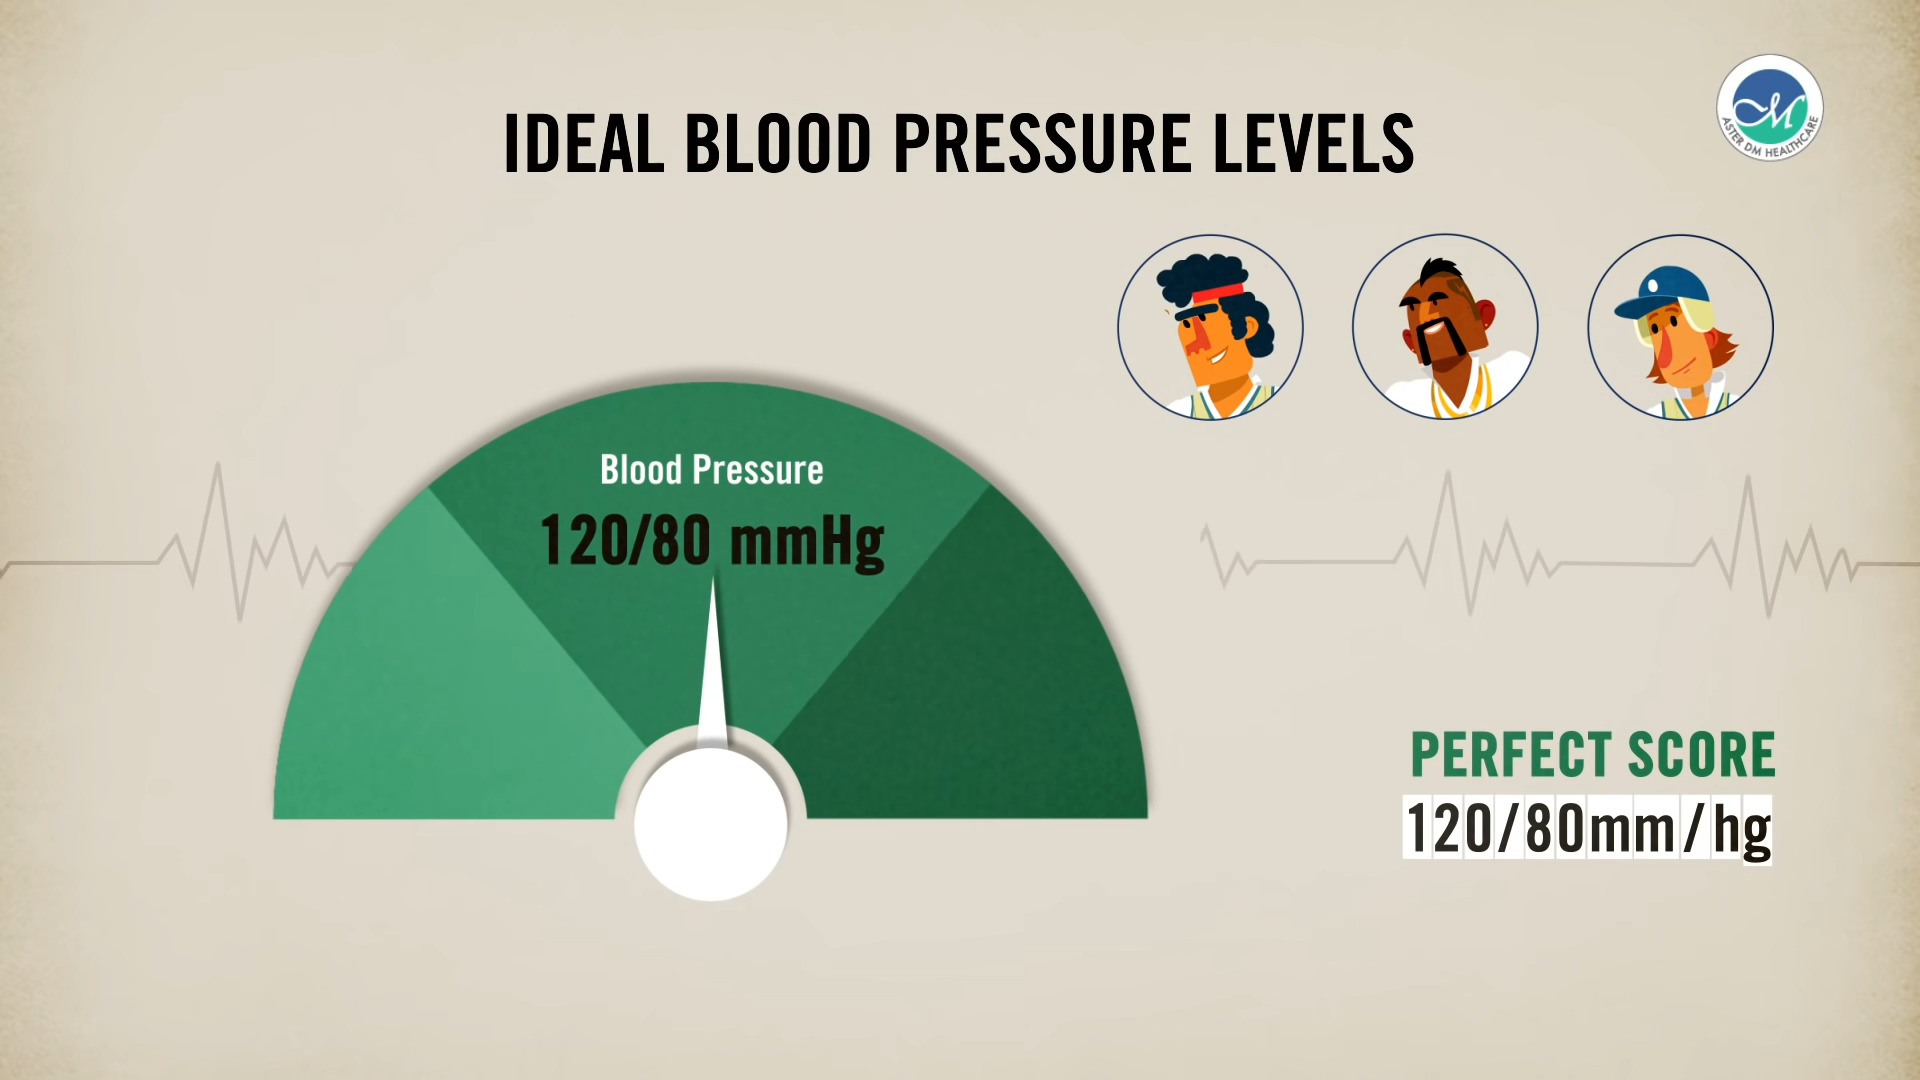 IDEAL BLOOD PRESSURE LEVELS
ASTER DM HEALTHCARE
Blood Pressure
120/80 mmHg
PERFECT SCORE
120/80mm/hg